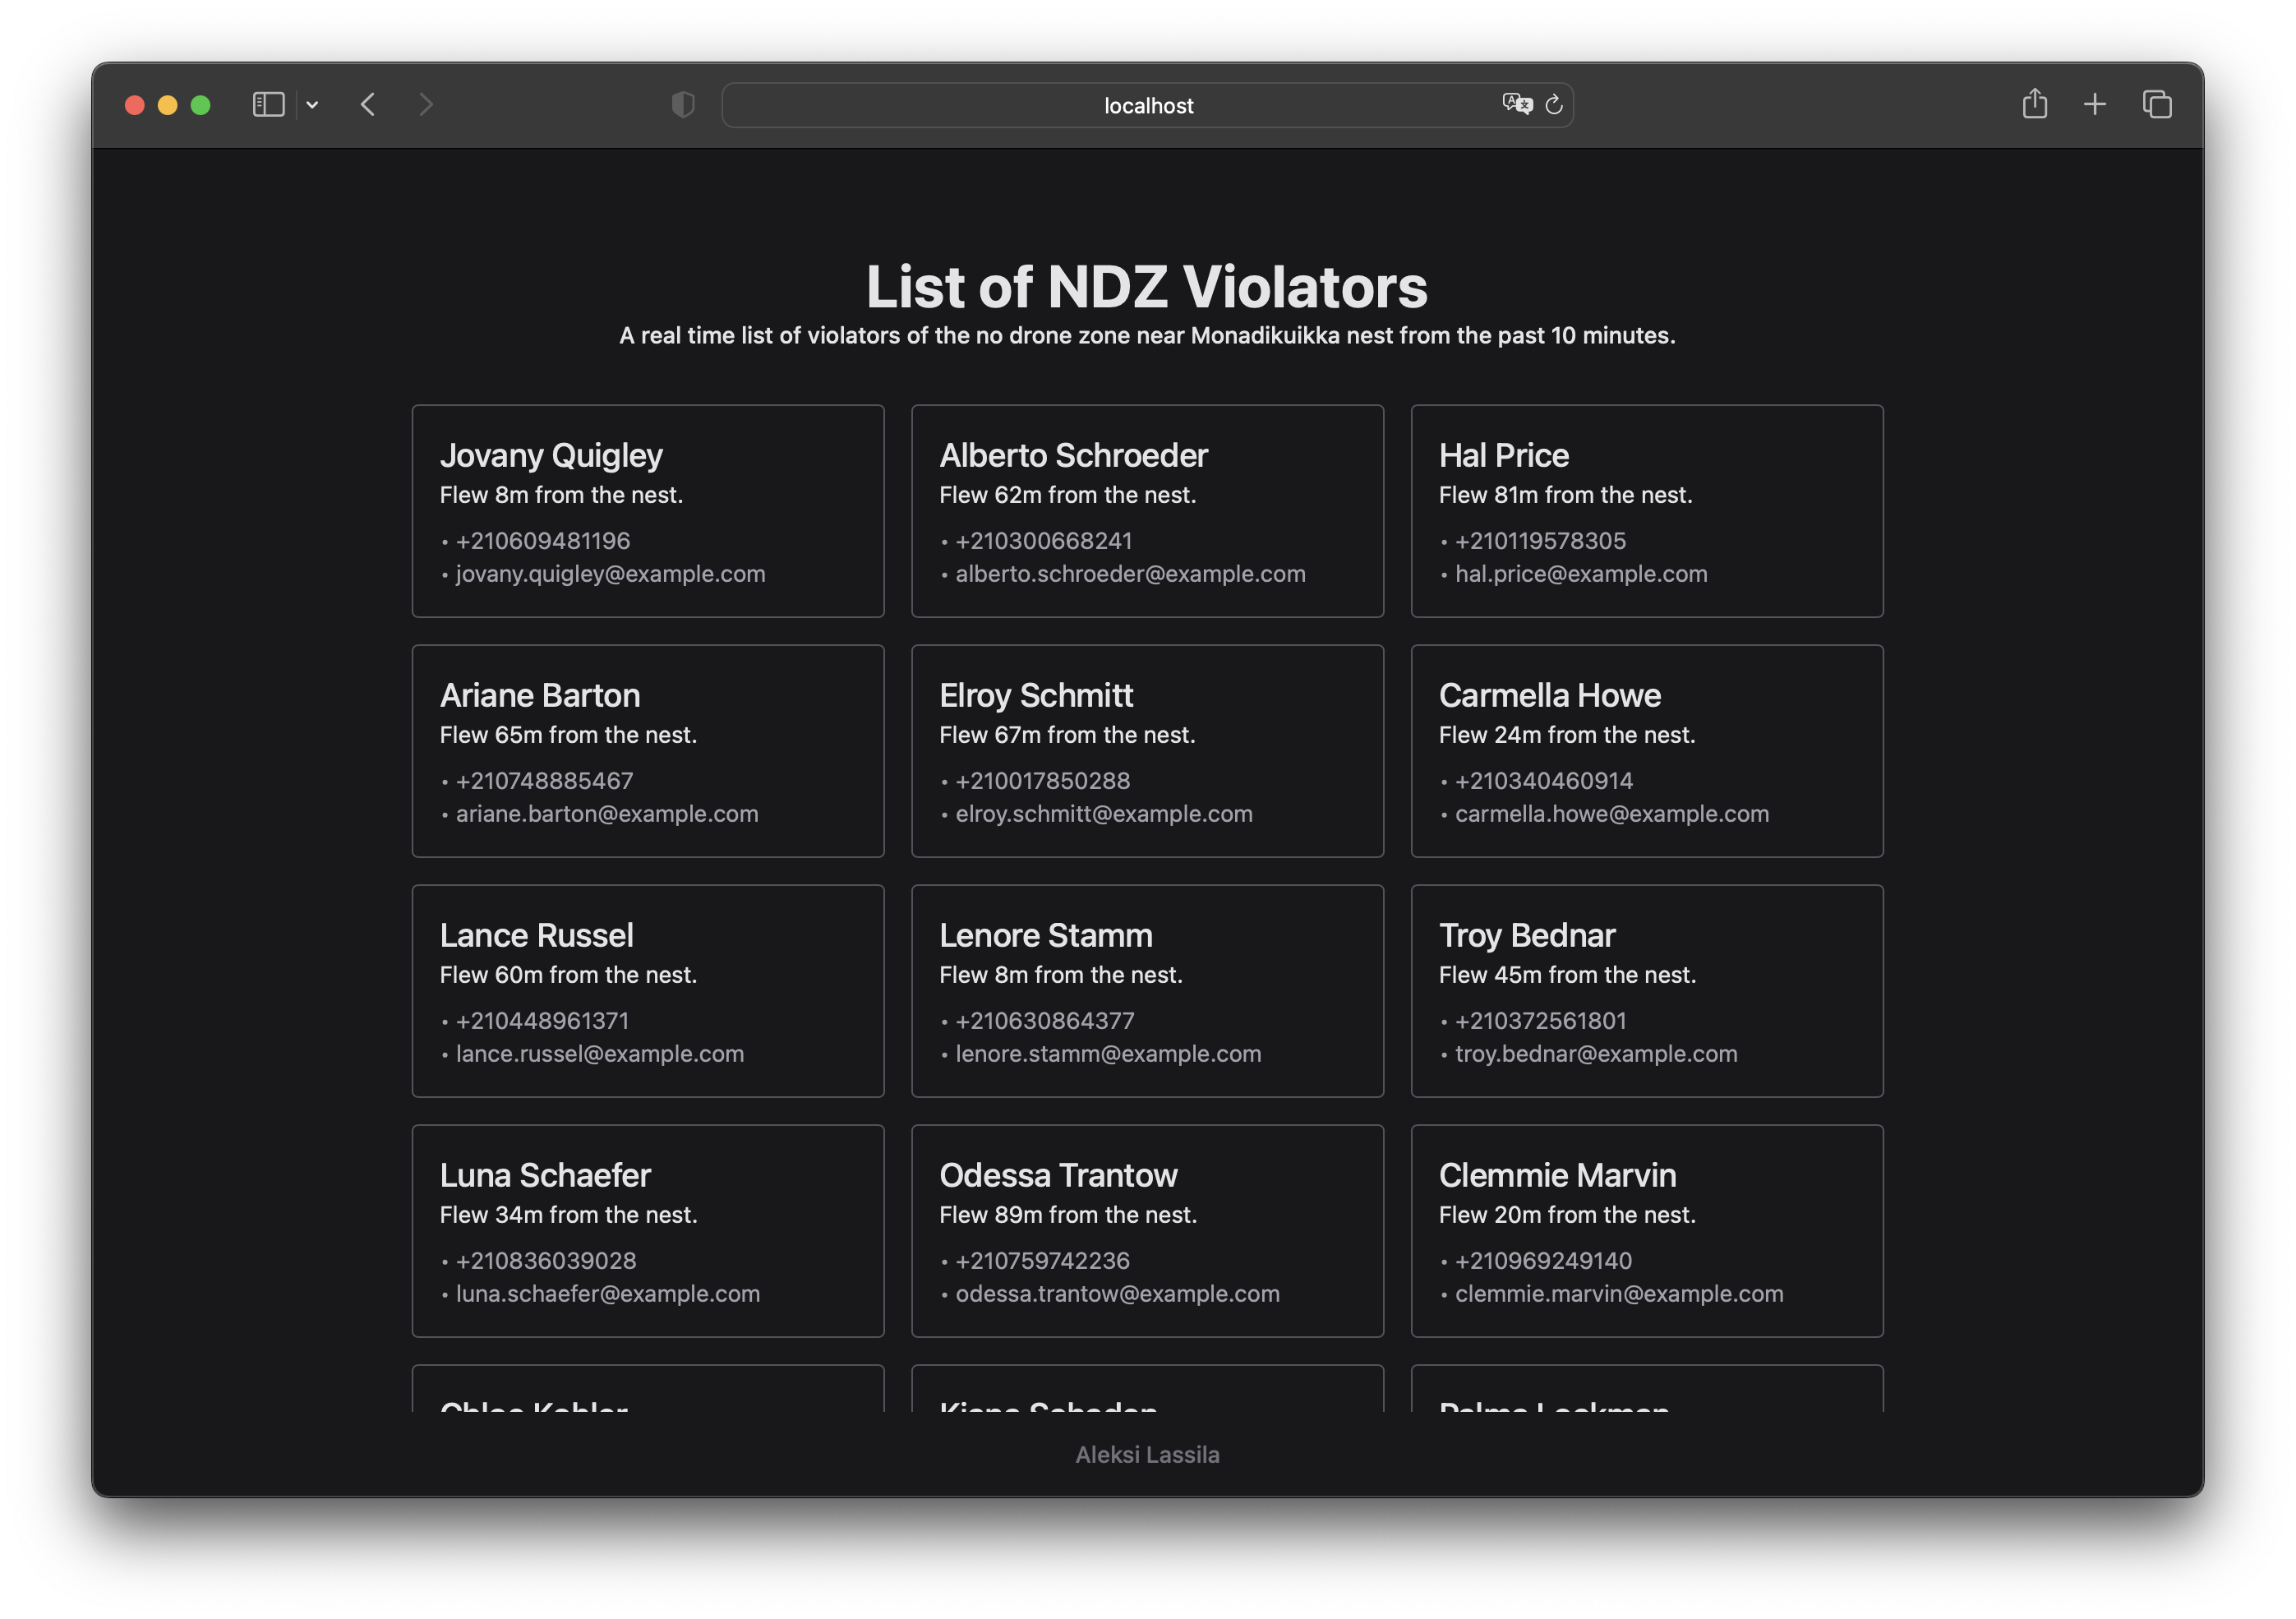 localhost
List of NDZ Violators
A real time list of violators of the no drone zone near Monadikuikka nest from the past 10 minutes.
Jovany Quigley
Flew 8m from the nest.
• +210609481196
• jovany.quigley@example.com
Alberto Schroeder
Flew 62m from the nest.
• +210300668241
• alberto.schroeder@example.com
Hal Price
Flew 81m from the nest.
• +210119578305
• hal.price@example.com
Ariane Barton
Flew 65m from the nest.
• +210748885467
• ariane.barton@example.com
Elroy Schmitt
Flew 67m from the nest.
• +210017850288
• elroy.schmitt@example.com
Carmella Howe
Flew 24m from the nest.
• +210340460914
• carmella.howe@example.com
Lance Russel
Flew 60m from the nest.
• +210448961371
• lance.russel@example.com
Lenore Stamm
Flew 8m from the nest.
• +210630864377
• lenore.stamm@example.com
Troy Bednar
Flew 45m from the nest.
• +210372561801
• troy.bednar@example.com
Luna Schaefer
Flew 34m from the nest.
• +210836039028
• luna.schaefer@example.com
Odessa Trantow
Flew 89m from the nest.
• +210759742236
• odessa.trantow@example.com
Clemmie Marvin
Flew 20m from the nest.
• +210969249140
• clemmie.marvin@example.com
Aleksi Lassila